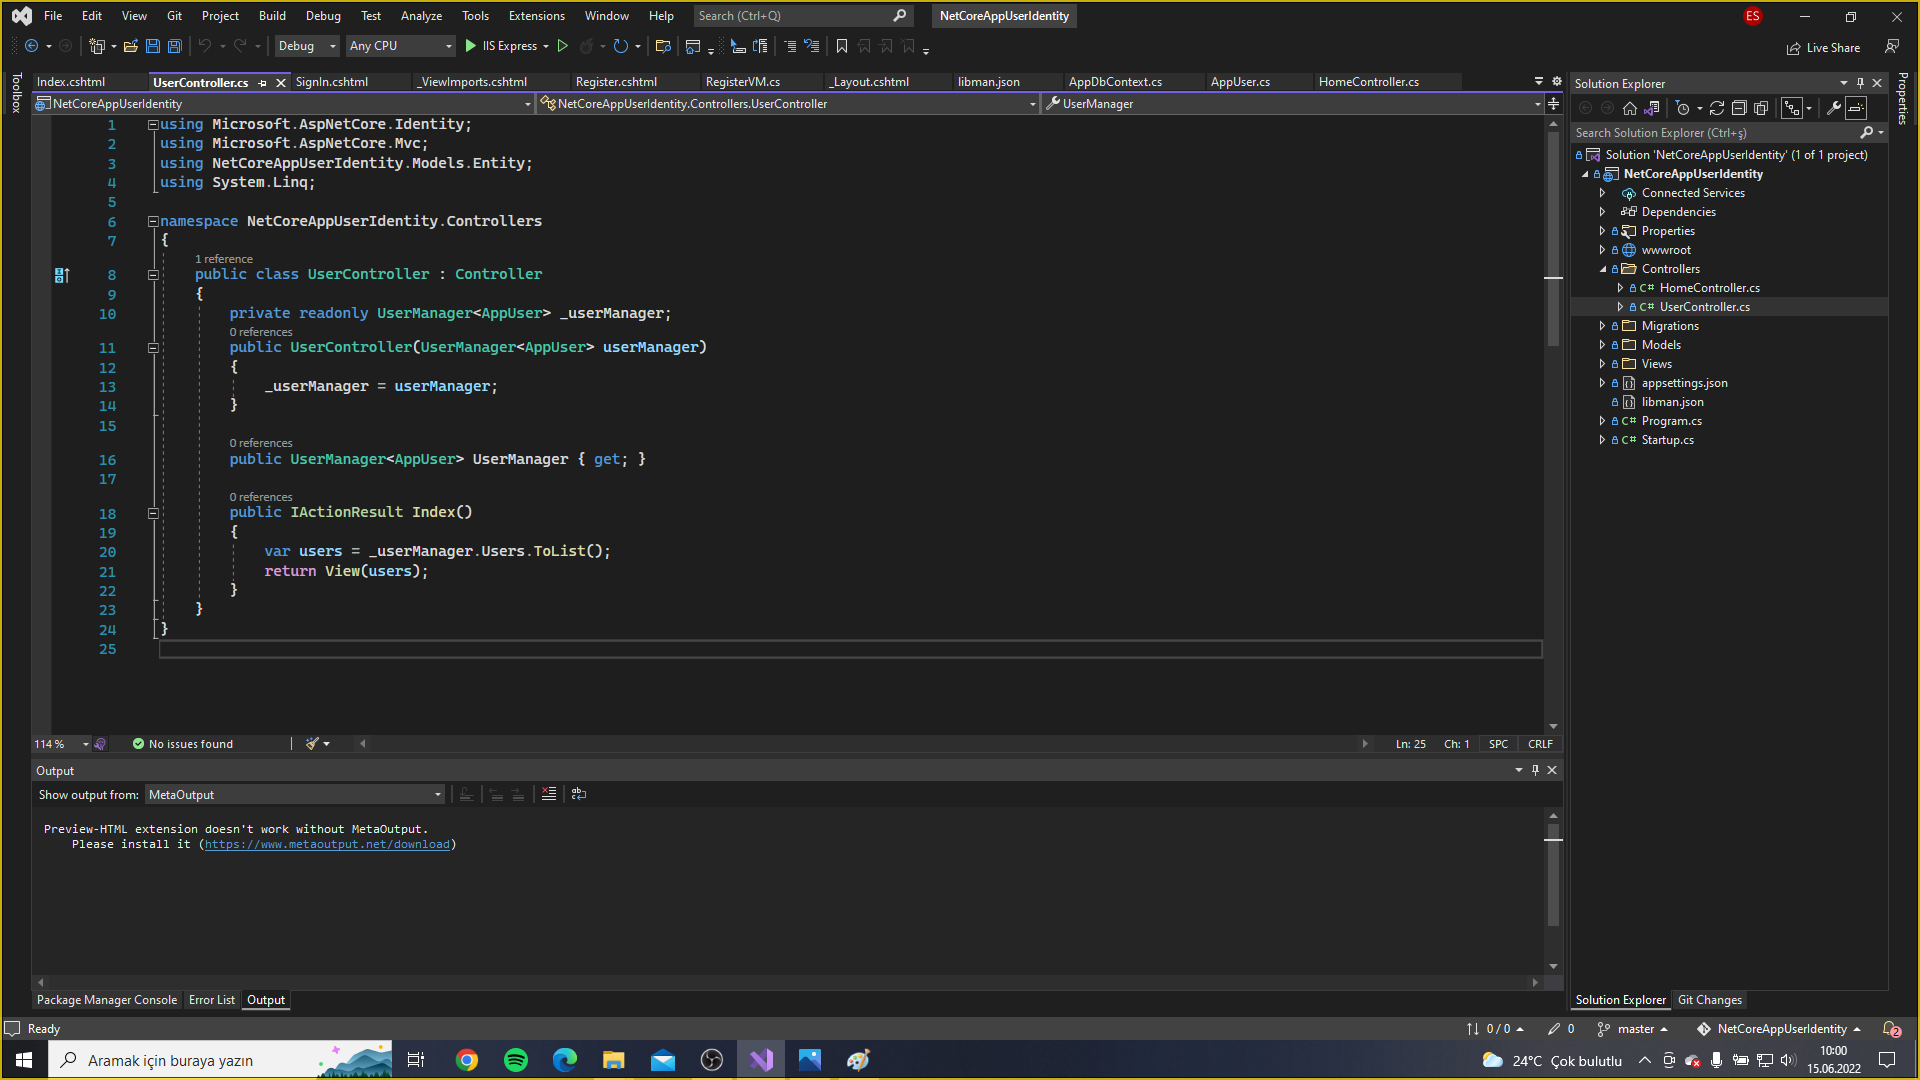 File Edit View Git Project Build Debug Test Analyze Tools Extensions Window Help Search (Ctrl+Q) NetCoreAppUserIdentity ES
Debug Any CPU IIS Express Live Share
Toolbox
Index.cshtml UserController.cs SignIn.cshtml _ViewImports.cshtml Register.cshtml RegisterVM.cs _Layout.cshtml libman.json AppDbContext.cs AppUser.cs HomeController.cs
NetCoreAppUserIdentity NetCoreAppUserIdentity.Controllers.UserController UserManager
1 using Microsoft.AspNetCore.Identity;
2 using Microsoft.AspNetCore.Mvc;
3 using NetCoreAppUserIdentity.Models.Entity;
4 using System.Linq;
5
6 namespace NetCoreAppUserIdentity.Controllers
7 {
1 reference
8 public class UserController : Controller
9 {
10 private readonly UserManager<AppUser> _userManager;
0 references
11 public UserController(UserManager<AppUser> userManager)
12 {
13 _userManager = userManager;
14 }
15
0 references
16 public UserManager<AppUser> UserManager { get; }
17
0 references
18 public IActionResult Index()
19 {
20 var users = _userManager.Users.ToList();
21 return View(users);
22 }
23 }
24 }
25
114 % No issues found Ln: 25 Ch: 1 SPC CRLF
Output
Show output from: MetaOutput
Preview-HTML extension doesn't work without MetaOutput.
Please install it (https://www.metaoutput.net/download)
Package Manager Console Error List Output
Solution Explorer
Search Solution Explorer (Ctrl+ş)
Solution 'NetCoreAppUserIdentity' (1 of 1 project)
NetCoreAppUserIdentity
Connected Services
Dependencies
Properties
wwwroot
Controllers
C# HomeController.cs
C# UserController.cs
Migrations
Models
Views
appsettings.json
libman.json
C# Program.cs
C# Startup.cs
Solution Explorer Git Changes
Properties
Ready 0 / 0 0 master NetCoreAppUserIdentity 2
Aramak için buraya yazın 24°C Çok bulutlu 10:00
15.06.2022